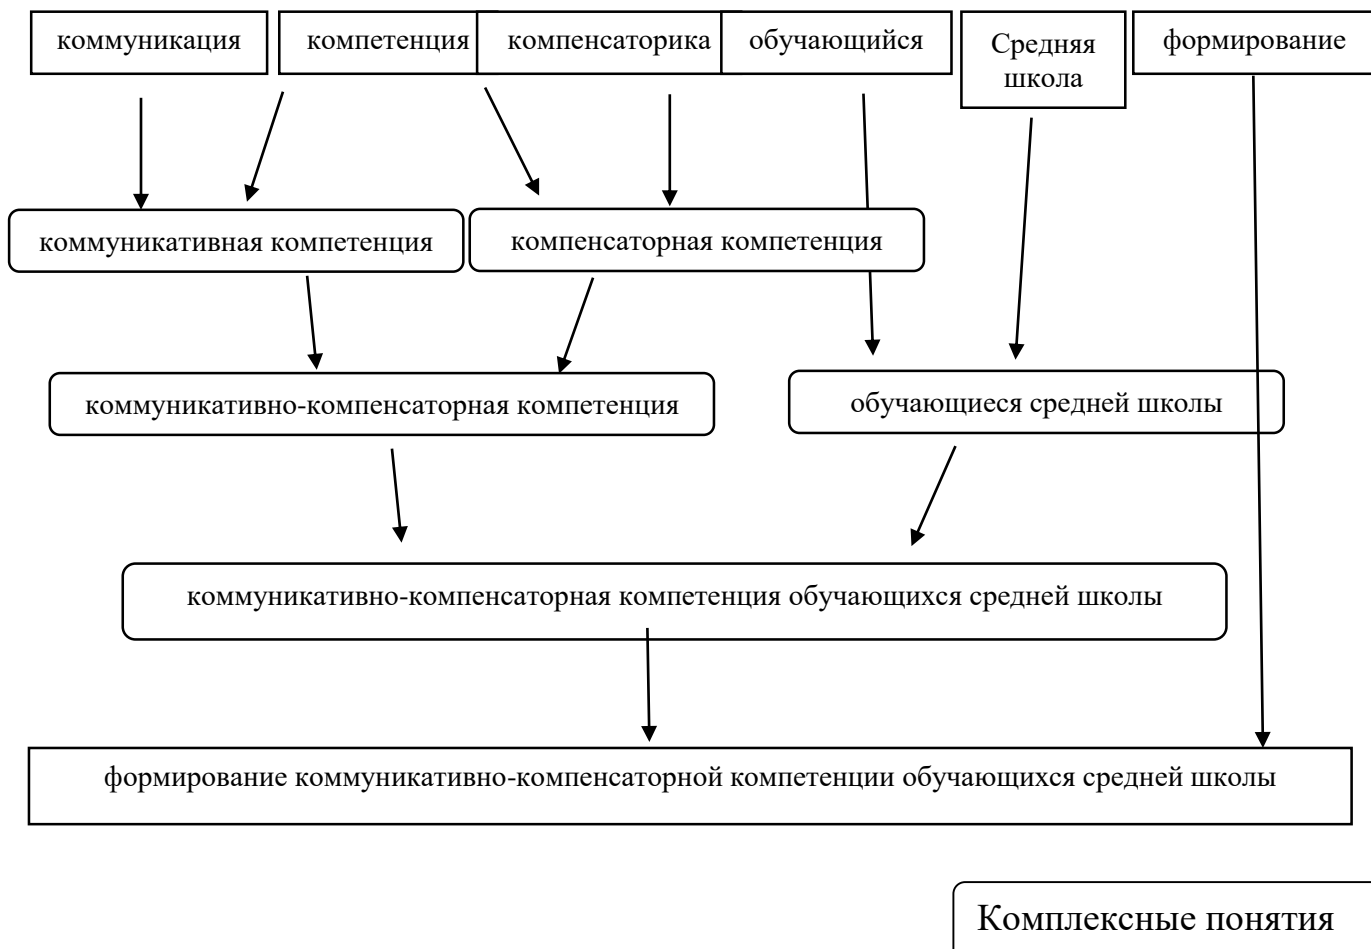 коммуникация
компетенция
компенсаторика
обучающийся
Средняя
школа
формирование
коммуникативная компетенция
компенсаторная компетенция
коммуникативно-компенсаторная компетенция
обучающиеся средней школы
коммуникативно-компенсаторная компетенция обучающихся средней школы
формирование коммуникативно-компенсаторной компетенции обучающихся средней школы
Комплексные понятия